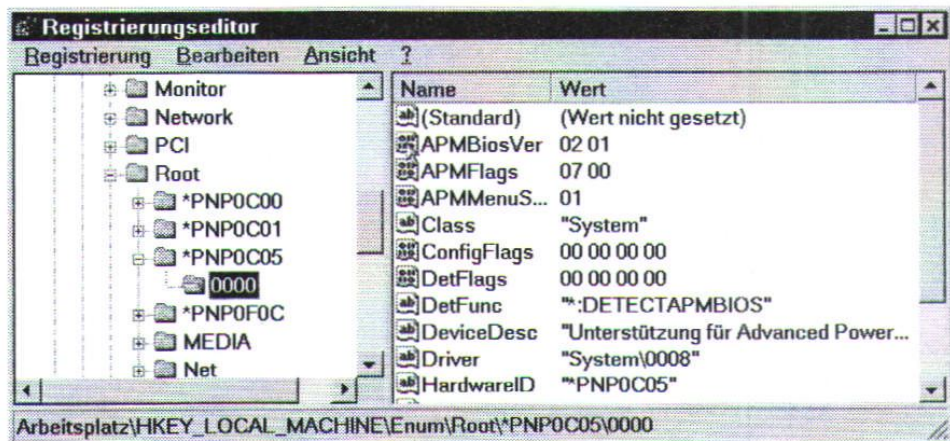 Registrierungseditor
Registrierung Bearbeiten Ansicht ?
Monitor
Network
PCI
Root
*PNP0C00
*PNP0C01
*PNP0C05
0000
*PNP0F0C
MEDIA
Net
Name Wert
(Standard) (Wert nicht gesetzt)
APMBiosVer 02 01
APMFlags 07 00
APMMenuS... 01
Class "System"
ConfigFlags 00 00 00 00
DetFlags 00 00 00 00
DetFunc "*:DETECTAPMBIOS"
DeviceDesc "Unterstützung für Advanced Power...
Driver "System\0008"
HardwareID "*PNP0C05"
Arbeitsplatz\HKEY_LOCAL_MACHINE\Enum\Root\*PNP0C05\0000